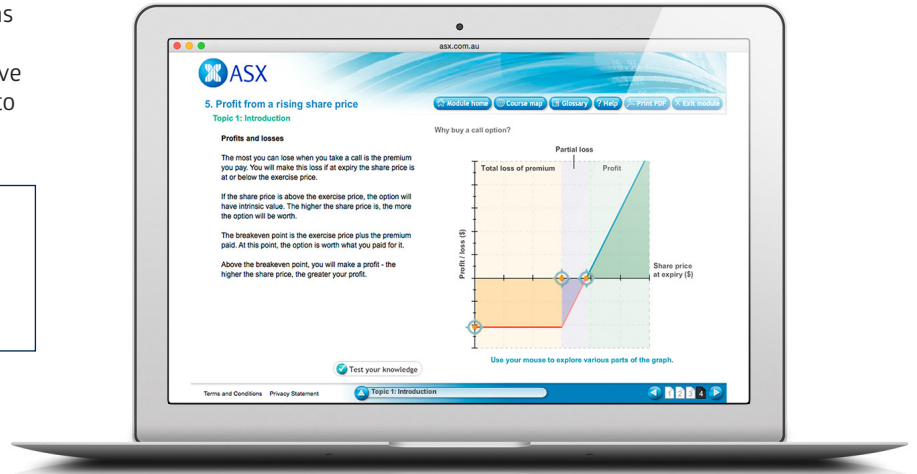 ve
to
asx.com.au
ASX
5. Profit from a rising share price
Module home
Course map
Glossary
? Help
Print PDF
× Exit module
Topic 1: Introduction
Profits and losses
The most you can lose when you take a call is the premium
you pay. You will make this loss if at expiry the share price is
at or below the exercise price.
If the share price is above the exercise price, the option will
have intrinsic value. The higher the share price is, the more
the option will be worth.
The breakeven point is the exercise price plus the premium
paid. At this point, the option is worth what you paid for it.
Above the breakeven point, you will make a profit - the
higher the share price, the greater your profit.
Test your knowledge
Why buy a call option?
Partial loss
Total loss of premium
Profit
Profit / loss ($)
Share price
at expiry ($)
Use your mouse to explore various parts of the graph.
Terms and Conditions Privacy Statement
Topic 1: Introduction
1 2 3 4